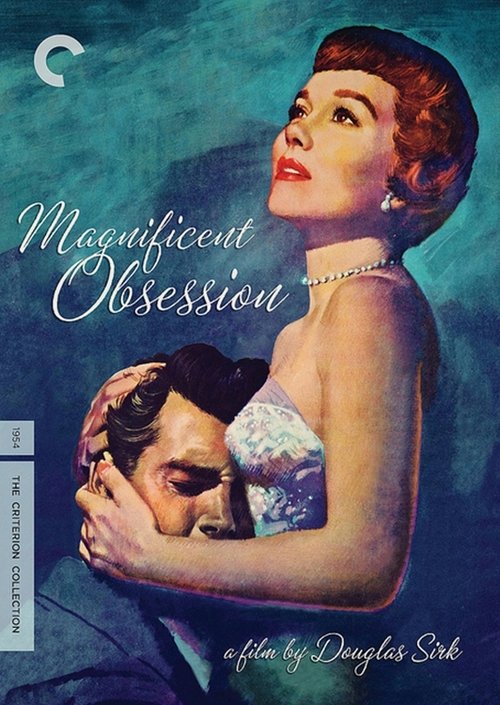 Magnificent
Obsession
1954
THE CRITERION COLLECTION
a film by Douglas Sirk